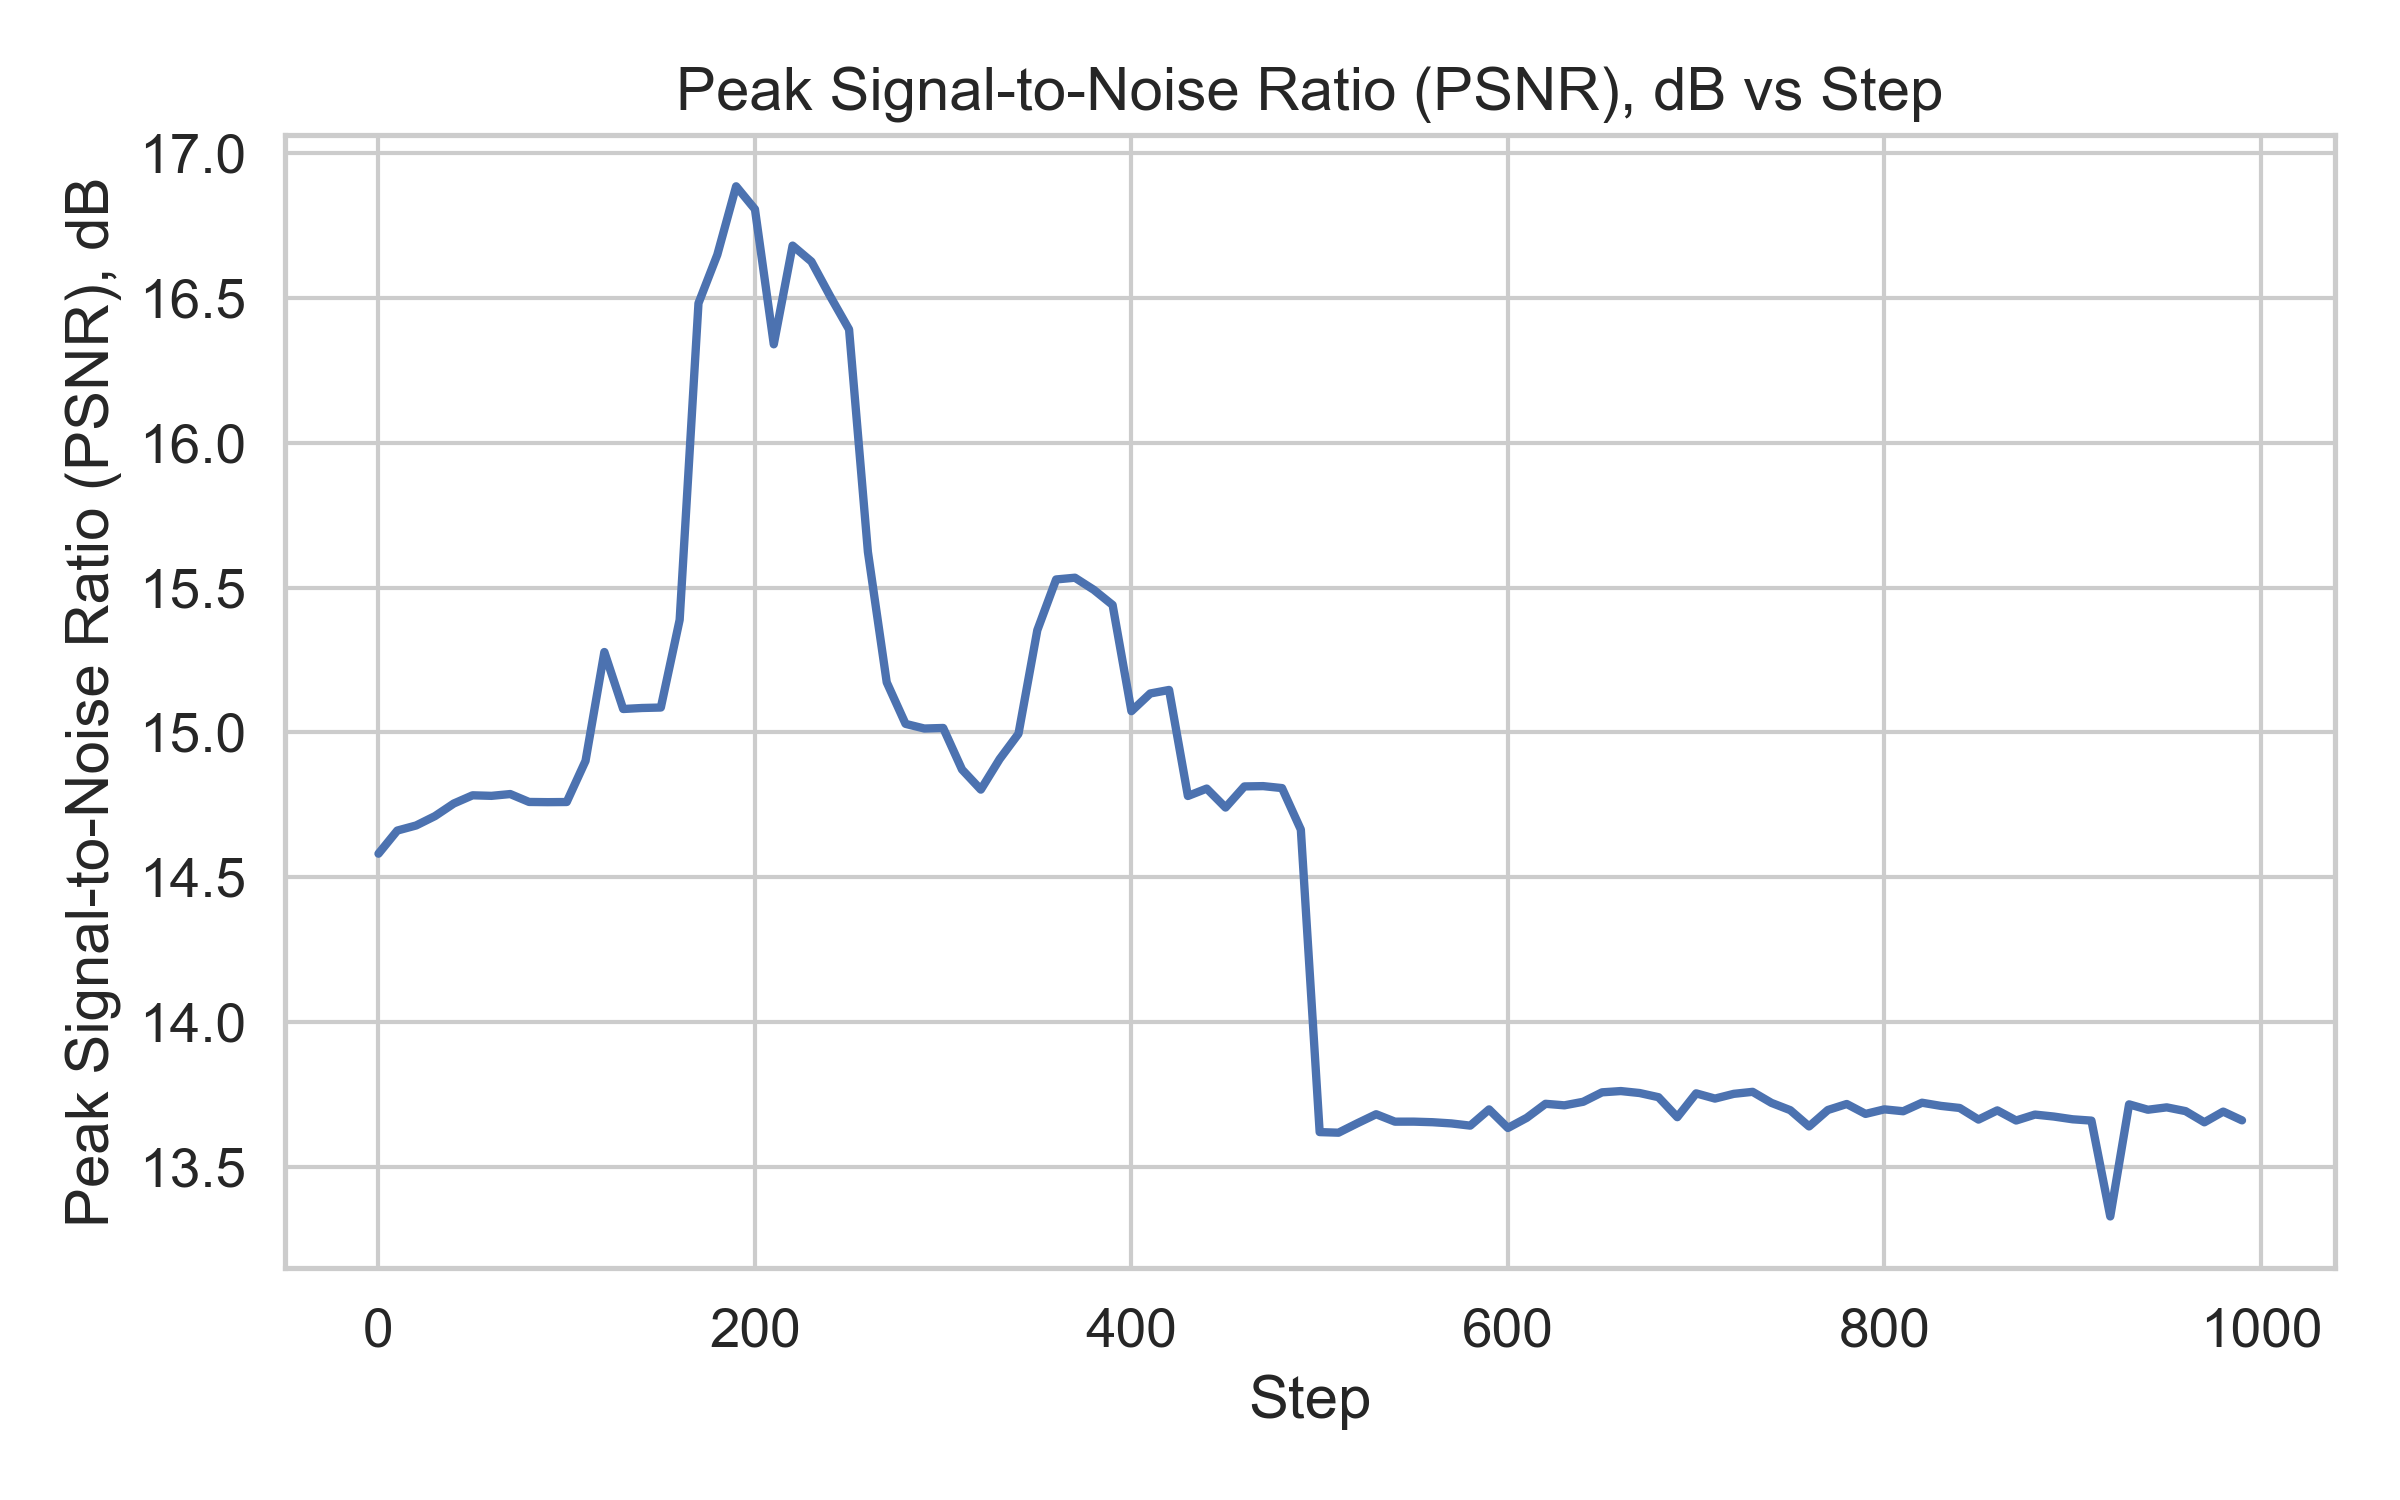 Peak Signal-to-Noise Ratio (PSNR), dB vs Step
Peak Signal-to-Noise Ratio (PSNR), dB
17.0
16.5
16.0
15.5
15.0
14.5
14.0
13.5
0 200 400 600 800 1000
Step